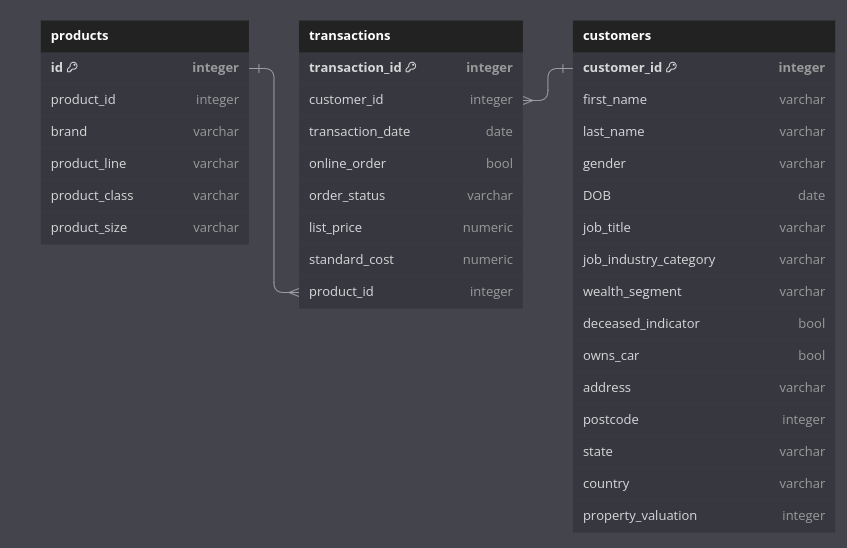 products
id integer
product_id integer
brand varchar
product_line varchar
product_class varchar
product_size varchar
transactions
transaction_id integer
customer_id integer
transaction_date date
online_order bool
order_status varchar
list_price numeric
standard_cost numeric
product_id integer
customers
customer_id integer
first_name varchar
last_name varchar
gender varchar
DOB date
job_title varchar
job_industry_category varchar
wealth_segment varchar
deceased_indicator bool
owns_car bool
address varchar
postcode integer
state varchar
country varchar
property_valuation integer